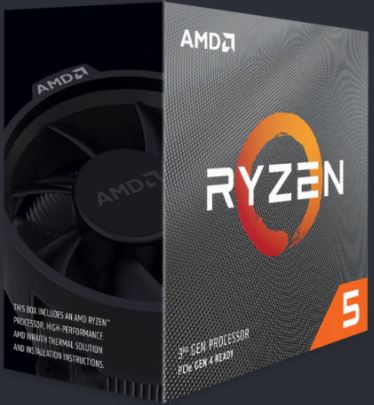 AMD
RYZEN
5
3RD GEN PROCESSOR
PCIe GEN 4 READY
AMD
AMD
THIS BOX INCLUDES AN AMD RYZEN™
PROCESSOR, HIGH-PERFORMANCE
AMD WRAITH THERMAL SOLUTION
AND INSTALLATION INSTRUCTIONS.